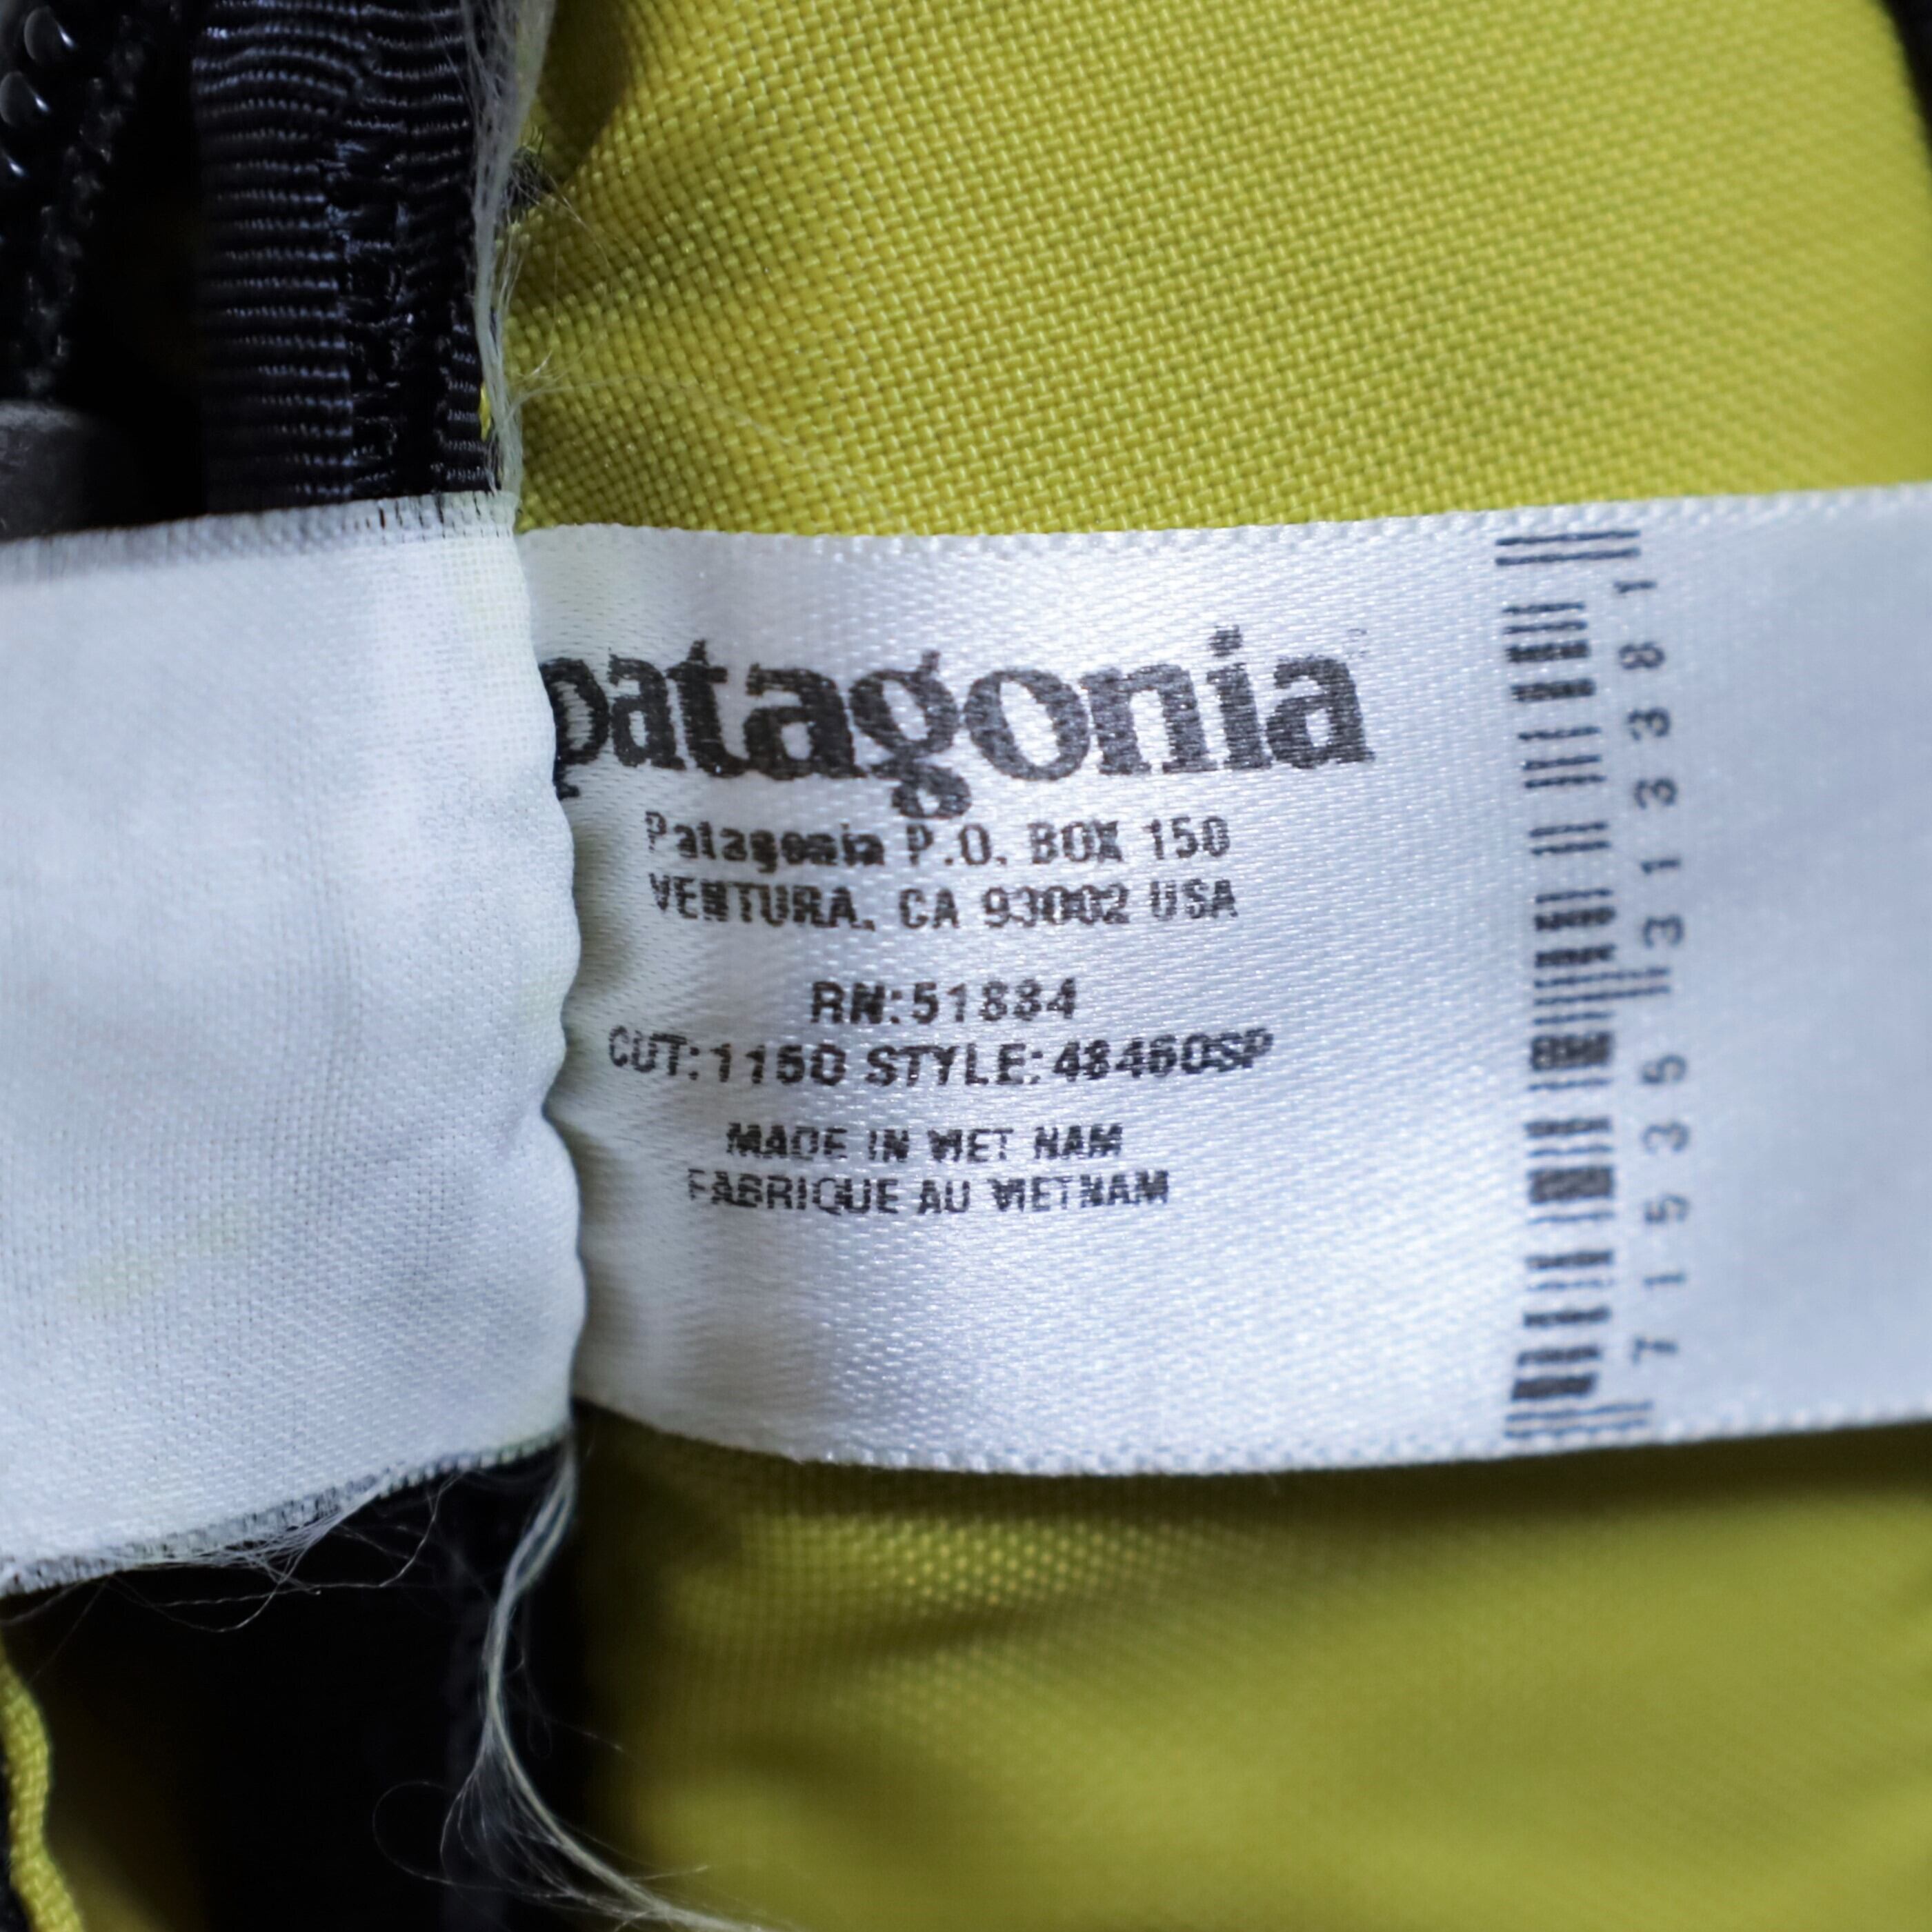 patagonia
Patagonia P.O. BOX 150
VENTURA, CA 93002 USA
RN:51884
CUT:1150 STYLE:48460SP
MADE IN VIET NAM
FABRIQUE AU VIETNAM
7 1 5 3 5 3 1 3 3 8 1